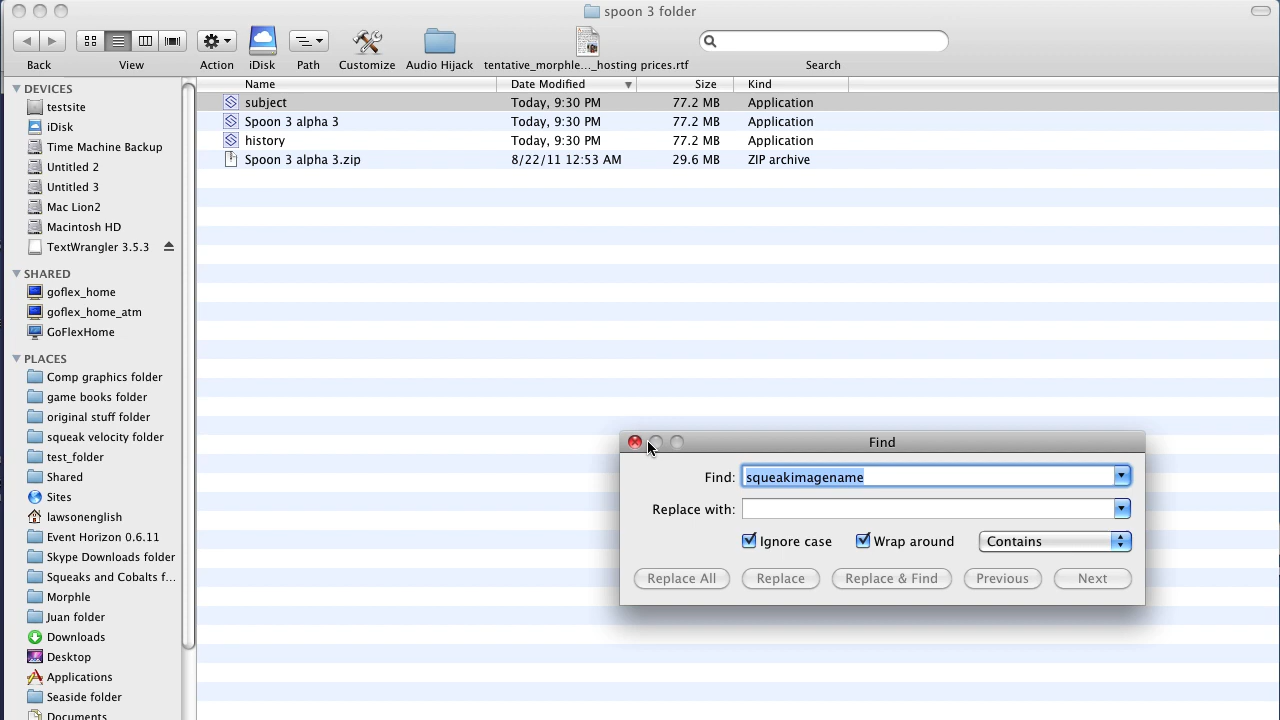 spoon 3 folder
Back
View
Action
iDisk
Path
Customize
Audio Hijack
tentative_morphle..._hosting prices.rtf
Search
DEVICES
testsite
iDisk
Time Machine Backup
Untitled 2
Untitled 3
Mac Lion2
Macintosh HD
TextWrangler 3.5.3
SHARED
goflex_home
goflex_home_atm
GoFlexHome
PLACES
Comp graphics folder
game books folder
original stuff folder
squeak velocity folder
test_folder
Shared
Sites
lawsonenglish
Event Horizon 0.6.11
Skype Downloads folder
Squeaks and Cobalts f...
Morphle
Juan folder
Downloads
Desktop
Applications
Seaside folder
Documents
Name Date Modified Size Kind
subject Today, 9:30 PM 77.2 MB Application
Spoon 3 alpha 3 Today, 9:30 PM 77.2 MB Application
history Today, 9:30 PM 77.2 MB Application
Spoon 3 alpha 3.zip 8/22/11 12:53 AM 29.6 MB ZIP archive
Find
Find: squeakimagename
Replace with:
Ignore case Wrap around Contains
Replace All Replace Replace & Find Previous Next